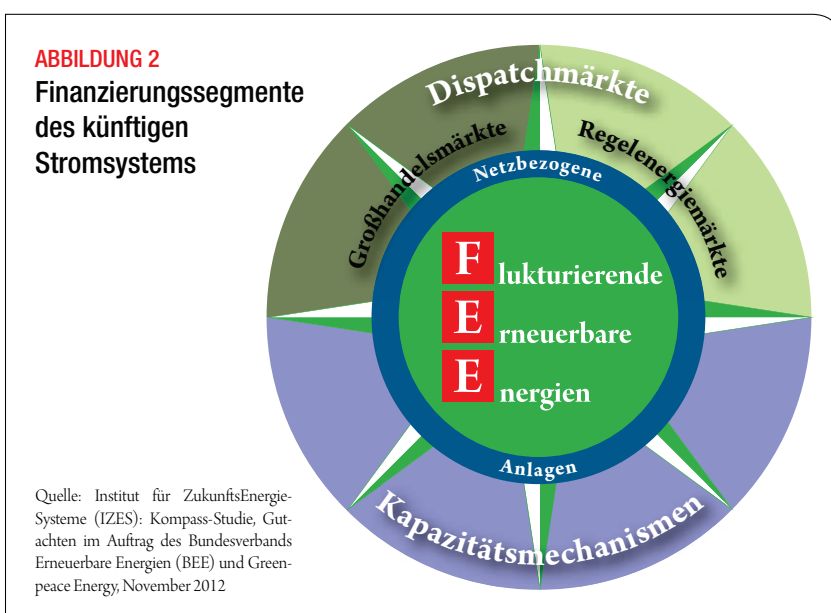 ABBILDUNG 2
Finanzierungssegmente
des künftigen
Stromsystems
Dispatchmärkte
Großhandelsmärkte
Regelenergiemärkte
Netzbezogene
F lukturierende
E rneuerbare
E nergien
Anlagen
Kapazitätsmechanismen
Quelle: Institut für ZukunftsEnergie-
Systeme (IZES): Kompass-Studie, Gut-
achten im Auftrag des Bundesverbands
Erneuerbare Energien (BEE) und Green-
peace Energy, November 2012